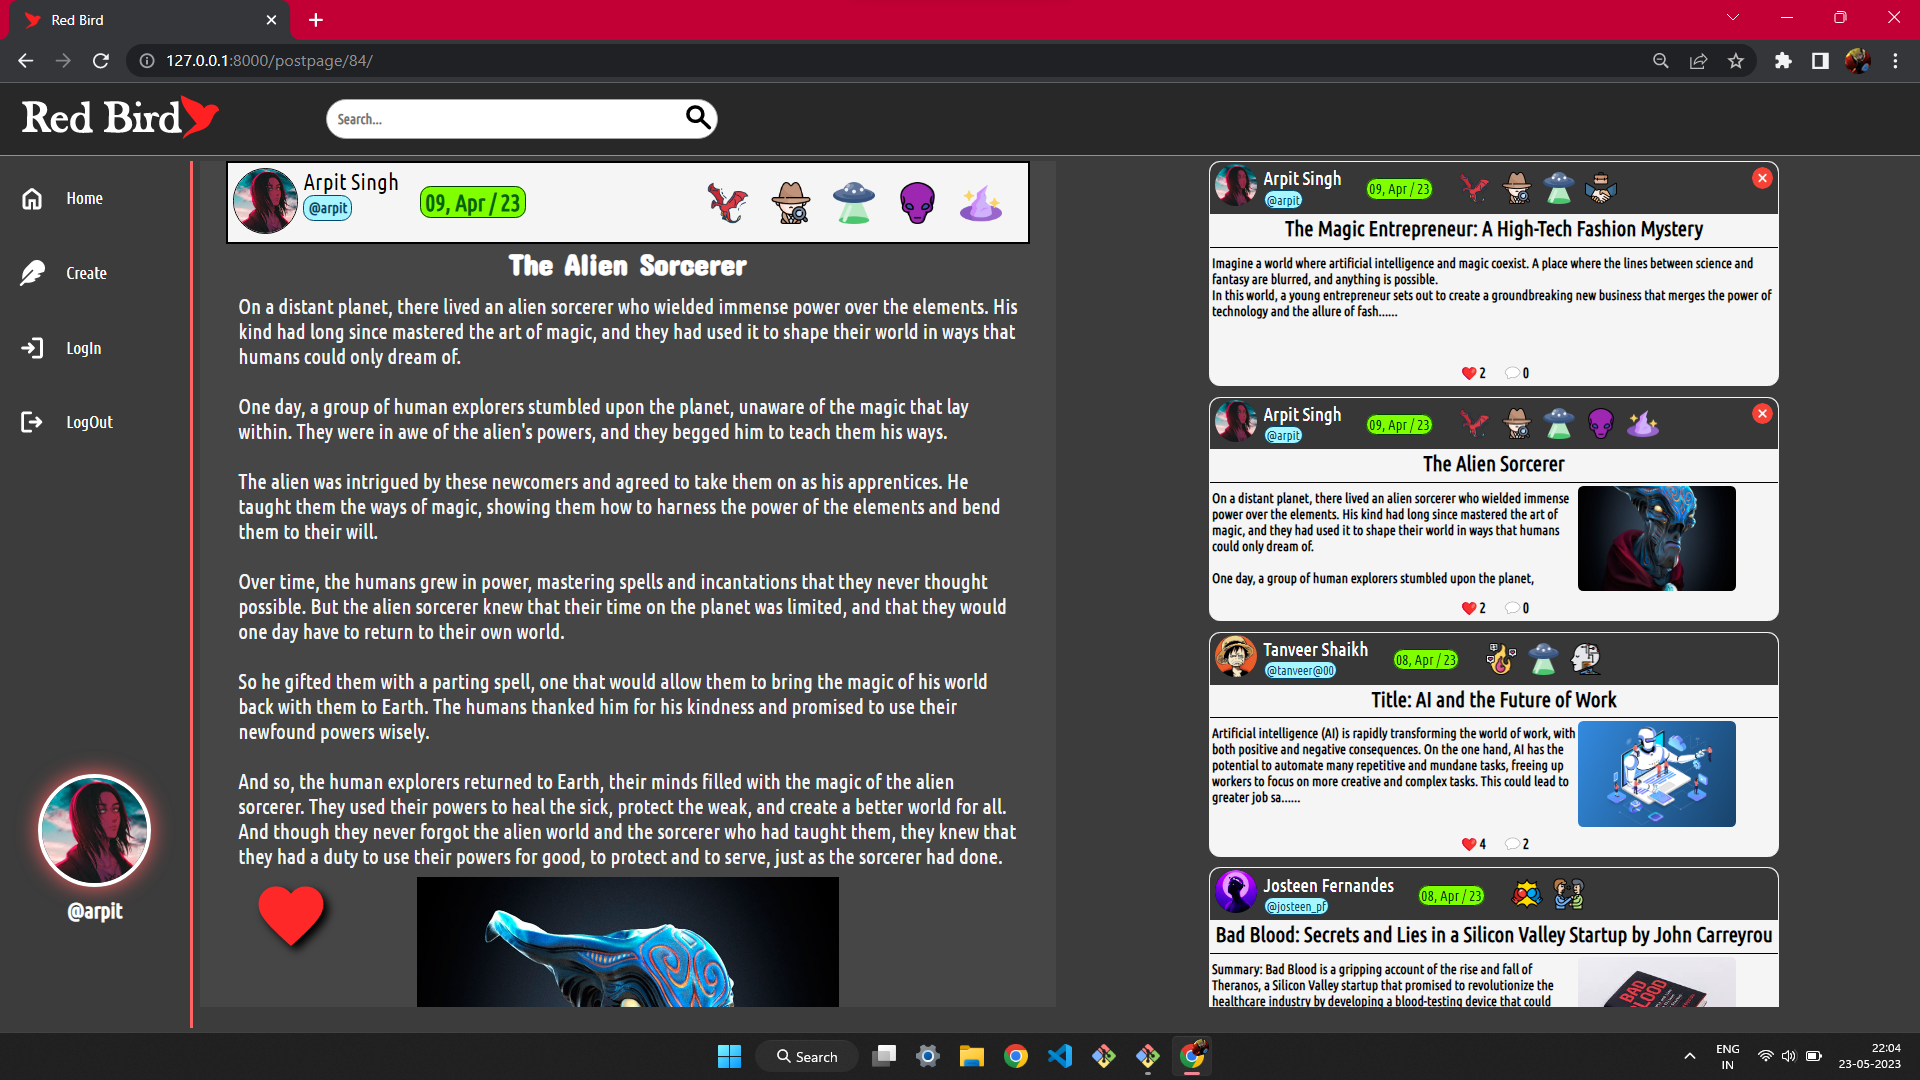 Red Bird
127.0.0.1:8000/postpage/84/
Red Bird
Search...
Home
Create
LogIn
LogOut
@arpit
Arpit Singh
@arpit
09, Apr / 23
The Alien Sorcerer
On a distant planet, there lived an alien sorcerer who wielded immense power over the elements. His
kind had long since mastered the art of magic, and they had used it to shape their world in ways that
humans could only dream of.
One day, a group of human explorers stumbled upon the planet, unaware of the magic that lay
within. They were in awe of the alien's powers, and they begged him to teach them his ways.
The alien was intrigued by these newcomers and agreed to take them on as his apprentices. He
taught them the ways of magic, showing them how to harness the power of the elements and bend
them to their will.
Over time, the humans grew in power, mastering spells and incantations that they never thought
possible. But the alien sorcerer knew that their time on the planet was limited, and that they would
one day have to return to their own world.
So he gifted them with a parting spell, one that would allow them to bring the magic of his world
back with them to Earth. The humans thanked him for his kindness and promised to use their
newfound powers wisely.
And so, the human explorers returned to Earth, their minds filled with the magic of the alien
sorcerer. They used their powers to heal the sick, protect the weak, and create a better world for all.
And though they never forgot the alien world and the sorcerer who had taught them, they knew that
they had a duty to use their powers for good, to protect and to serve, just as the sorcerer had done.
Arpit Singh
@arpit
09, Apr / 23
The Magic Entrepreneur: A High-Tech Fashion Mystery
Imagine a world where artificial intelligence and magic coexist. A place where the lines between science and
fantasy are blurred, and anything is possible.
In this world, a young entrepreneur sets out to create a groundbreaking new business that merges the power of
technology and the allure of fash......
2 0
Arpit Singh
@arpit
09, Apr / 23
The Alien Sorcerer
On a distant planet, there lived an alien sorcerer who wielded immense
power over the elements. His kind had long since mastered the art of
magic, and they had used it to shape their world in ways that humans
could only dream of.
One day, a group of human explorers stumbled upon the planet,
2 0
Tanveer Shaikh
@tanveer@00
08, Apr / 23
Title: AI and the Future of Work
Artificial intelligence (AI) is rapidly transforming the world of work, with
both positive and negative consequences. On the one hand, AI has the
potential to automate many repetitive and mundane tasks, freeing up
workers to focus on more creative and complex tasks. This could lead to
greater job sa......
4 2
Josteen Fernandes
@josteen_pf
08, Apr / 23
Bad Blood: Secrets and Lies in a Silicon Valley Startup by John Carreyrou
Summary: Bad Blood is a gripping account of the rise and fall of
Theranos, a Silicon Valley startup that promised to revolutionize the
healthcare industry by developing a blood-testing device that could
BAD
BLOOD
Search
ENG
IN
22:04
23-05-2023